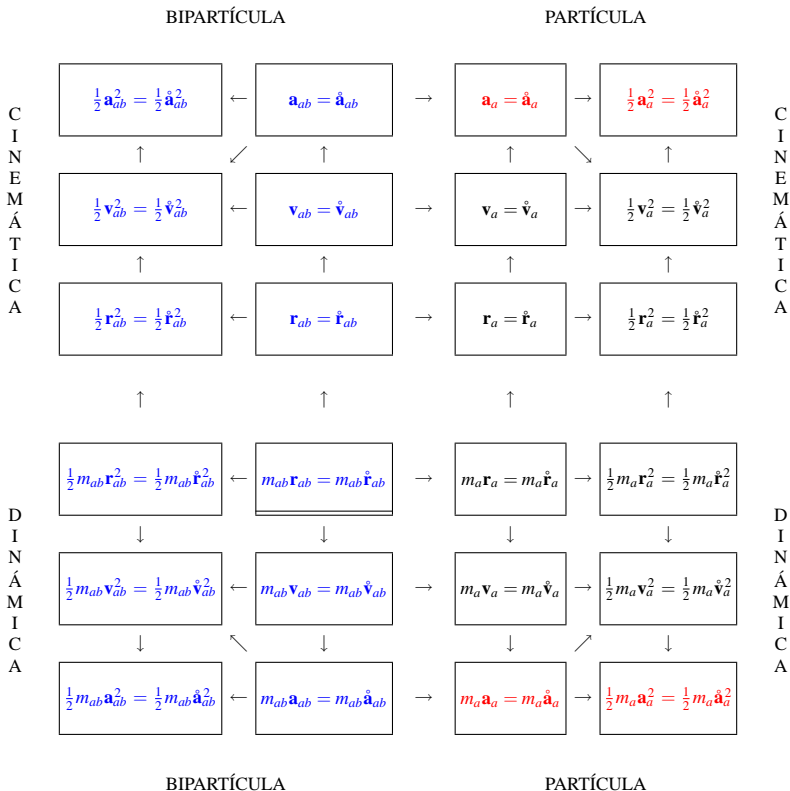 BIPARTÍCULA PARTÍCULA
½ 𝐚²ₐb = ½ 𝐚̊²ₐb ← 𝐚ₐb = 𝐚̊ₐb → 𝐚ₐ = 𝐚̊ₐ → ½ 𝐚²ₐ = ½ 𝐚̊²ₐ
↑ ↙ ↑ ↑ ↘ ↑
½ 𝐯²ₐb = ½ 𝐯̊²ₐb ← 𝐯ₐb = 𝐯̊ₐb → 𝐯ₐ = 𝐯̊ₐ → ½ 𝐯²ₐ = ½ 𝐯̊²ₐ
↑ ↑ ↑ ↑
½ 𝐫²ₐb = ½ 𝐫̊²ₐb ← 𝐫ₐb = 𝐫̊ₐb → 𝐫ₐ = 𝐫̊ₐ → ½ 𝐫²ₐ = ½ 𝐫̊²ₐ
CINEMÁTICA CINEMÁTICA
↑ ↑ ↑ ↑
½ mₐb 𝐫²ₐb = ½ mₐb 𝐫̊²ₐb ← mₐb 𝐫ₐb = mₐb 𝐫̊ₐb → mₐ 𝐫ₐ = mₐ 𝐫̊ₐ → ½ mₐ 𝐫²ₐ = ½ mₐ 𝐫̊²ₐ
↓ ↓ ↓ ↓
½ mₐb 𝐯²ₐb = ½ mₐb 𝐯̊²ₐb ← mₐb 𝐯ₐb = mₐb 𝐯̊ₐb → mₐ 𝐯ₐ = mₐ 𝐯̊ₐ → ½ mₐ 𝐯²ₐ = ½ mₐ 𝐯̊²ₐ
↓ ↖ ↓ ↓ ↗ ↓
½ mₐb 𝐚²ₐb = ½ mₐb 𝐚̊²ₐb ← mₐb 𝐚ₐb = mₐb 𝐚̊ₐb → mₐ 𝐚ₐ = mₐ 𝐚̊ₐ → ½ mₐ 𝐚²ₐ = ½ mₐ 𝐚̊²ₐ
DINÁMICA DINÁMICA
BIPARTÍCULA PARTÍCULA